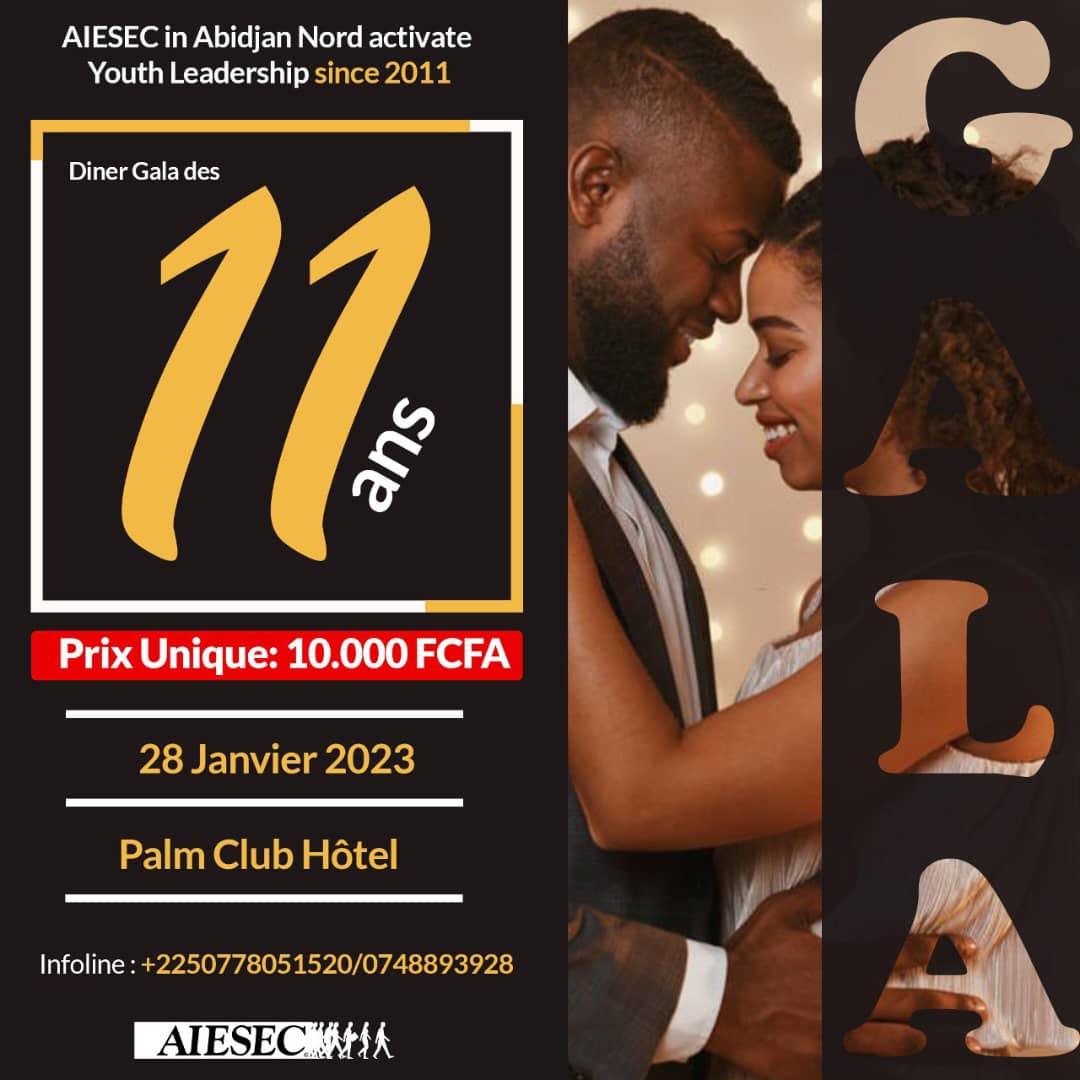 AIESEC in Abidjan Nord activate
Youth Leadership since 2011
Diner Gala des
11
ans
Prix Unique: 10.000 FCFA
28 Janvier 2023
Palm Club Hôtel
Infoline : +2250778051520/0748893928
AIESEC
GALA